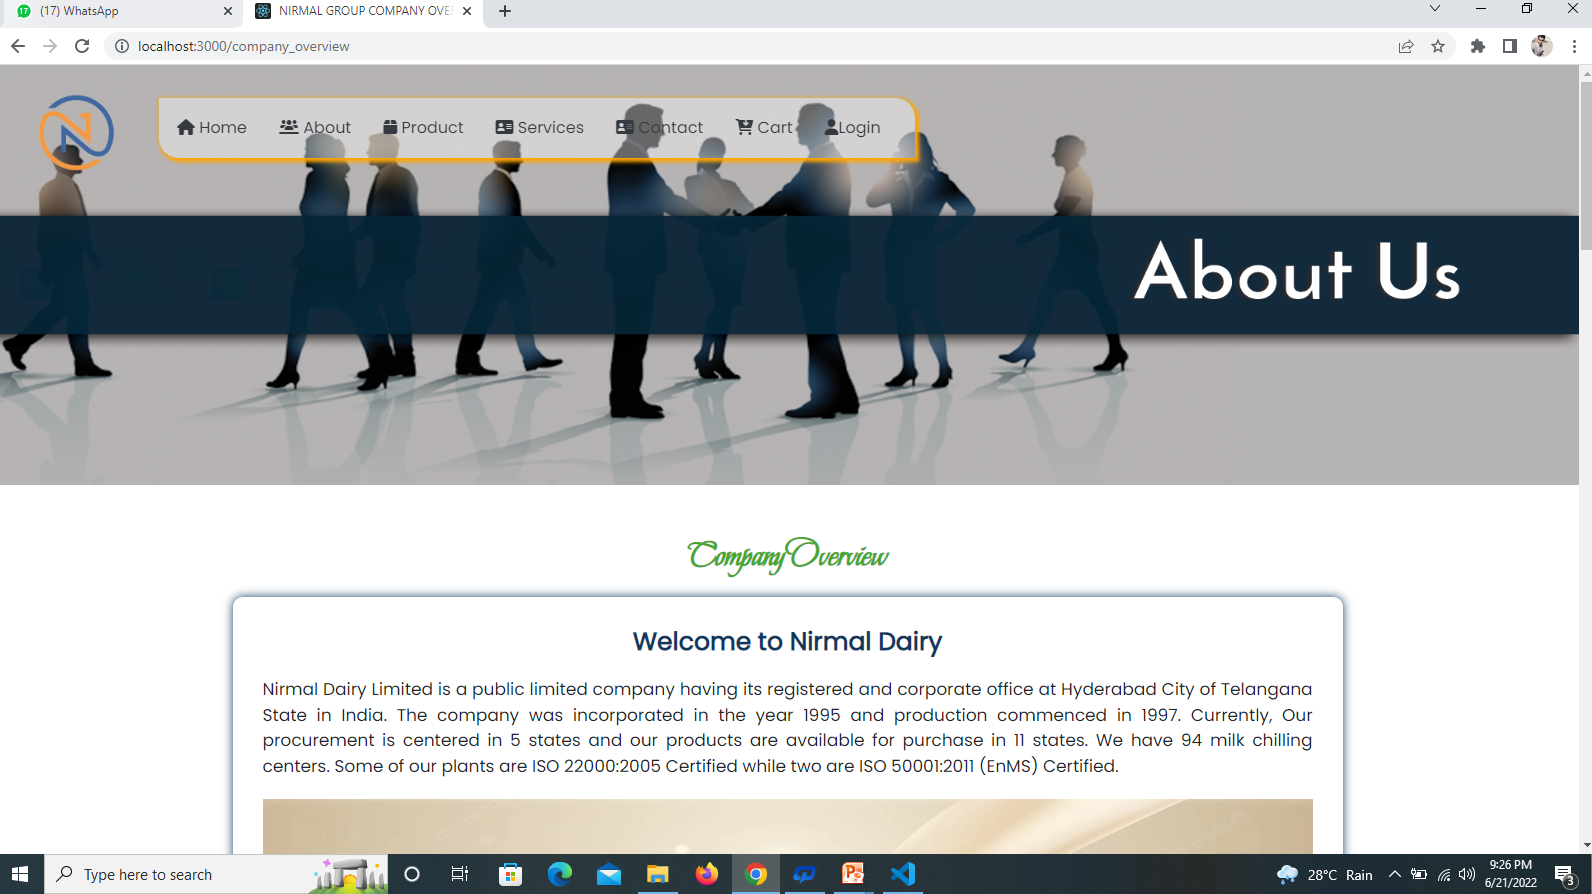 (17) WhatsApp
NIRMAL GROUP COMPANY OVE
localhost:3000/company_overview
Home About Product Services Contact Cart Login
About Us
Company Overview
Welcome to Nirmal Dairy
Nirmal Dairy Limited is a public limited company having its registered and corporate office at Hyderabad City of Telangana
State in India. The company was incorporated in the year 1995 and production commenced in 1997. Currently, Our
procurement is centered in 5 states and our products are available for purchase in 11 states. We have 94 milk chilling
centers. Some of our plants are ISO 22000:2005 Certified while two are ISO 50001:2011 (EnMS) Certified.
Type here to search
28°C Rain
9:26 PM
6/21/2022
3